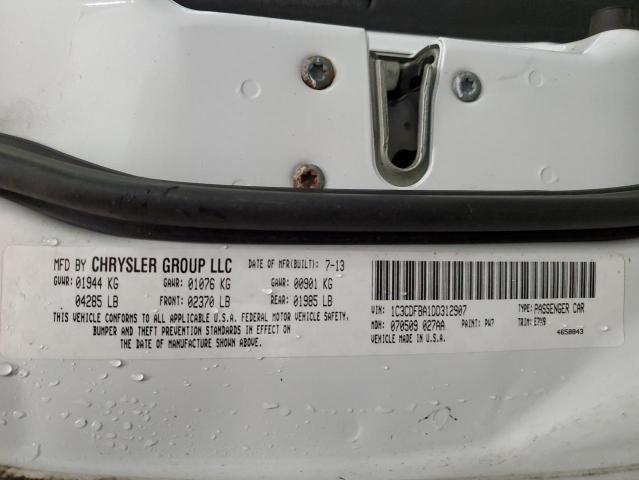 MFD BY CHRYSLER GROUP LLC DATE OF MFR(BUILT): 7-13
GVWR: 01944 KG GAWR: 01076 KG GAWR: 00901 KG
04285 LB FRONT: 02370 LB REAR: 01985 LB
THIS VEHICLE CONFORMS TO ALL APPLICABLE U.S.A. FEDERAL MOTOR VEHICLE SAFETY,
BUMPER AND THEFT PREVENTION STANDARDS IN EFFECT ON
THE DATE OF MANUFACTURE SHOWN ABOVE.
VIN: 1C3CDFBA1DD312907 TYPE: PASSENGER CAR
MDH: 070509 027AA PAINT: PW7 TRIM: E7X9
VEHICLE MADE IN U.S.A. 4658843